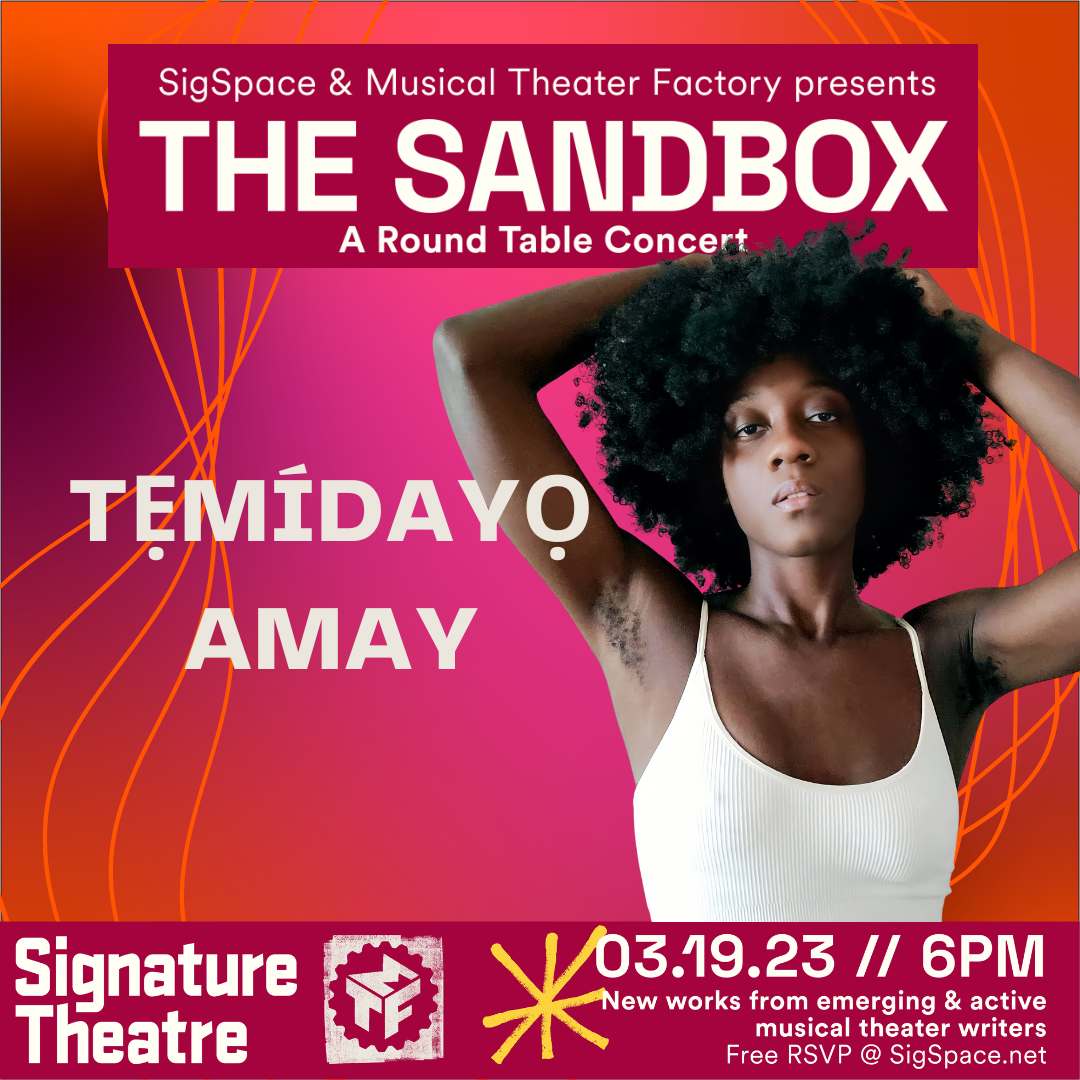 SigSpace & Musical Theater Factory presents
THE SANDBOX
A Round Table Concert
TẸMÍDAYỌ
AMAY
Signature
Theatre
MTF
03.19.23 // 6PM
New works from emerging & active
musical theater writers
Free RSVP @ SigSpace.net